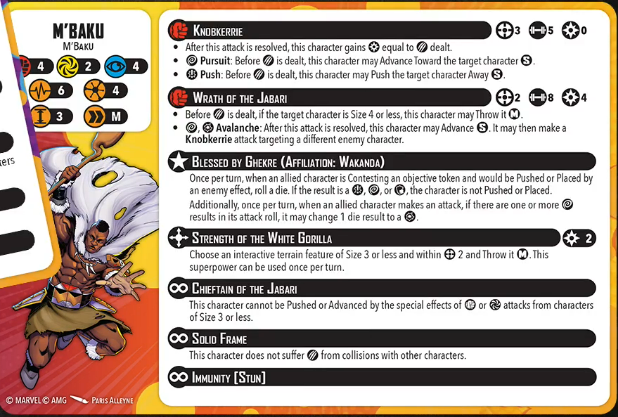 M'BAKU
M'BAKU
4 2 4
6 4
3 M
KNOBKERRIE 3 5 0
• After this attack is resolved, this character gains equal to dealt.
• Pursuit: Before is dealt, this character may Advance Toward the target character S.
• Push: Before is dealt, this character may Push the target character Away S.
WRATH OF THE JABARI 2 8 4
• Before is dealt, if the target character is Size 4 or less, this character may Throw it M.
• , Avalanche: After this attack is resolved, this character may Advance S. It may then make a
Knobkerrie attack targeting a different enemy character.
BLESSED BY GHEKRE (AFFILIATION: WAKANDA)
Once per turn, when an allied character is Contesting an objective token and would be Pushed or Placed by
an enemy effect, roll a die. If the result is a , , or , the character is not Pushed or Placed.
Additionally, once per turn, when an allied character makes an attack, if there are one or more
results in its attack roll, it may change 1 die result to a .
STRENGTH OF THE WHITE GORILLA 2
Choose an interactive terrain feature of Size 3 or less and within 2 and Throw it M. This
superpower can be used once per turn.
CHIEFTAIN OF THE JABARI
This character cannot be Pushed or Advanced by the special effects of or attacks from characters
of Size 3 or less.
SOLID FRAME
This character does not suffer from collisions with other characters.
IMMUNITY [STUN]
ters
© MARVEL © AMG PARIS ALLEYNE